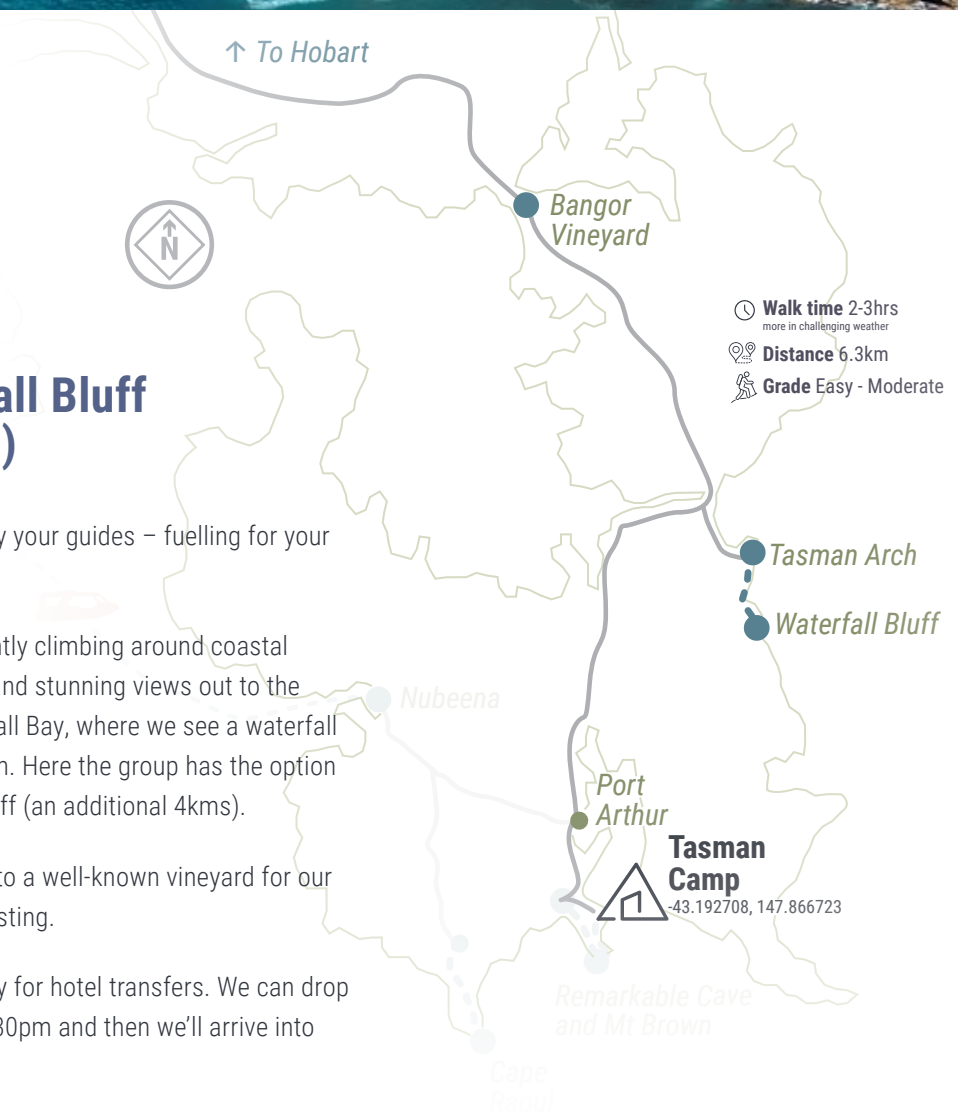 ↑ To Hobart
Bangor
Vineyard
N
Walk time 2-3hrs
more in challenging weather
Distance 6.3km
Grade Easy - Moderate
all Bluff
)
y your guides – fuelling for your
Tasman Arch
Waterfall Bluff
ntly climbing around coastal
nd stunning views out to the
all Bay, where we see a waterfall
n. Here the group has the option
ff (an additional 4kms).
Nubeena
Port
Arthur
Tasman
Camp
-43.192708, 147.866723
to a well-known vineyard for our
sting.
y for hotel transfers. We can drop
30pm and then we'll arrive into
Remarkable Cave
and Mt Brown
Cape
Raoul